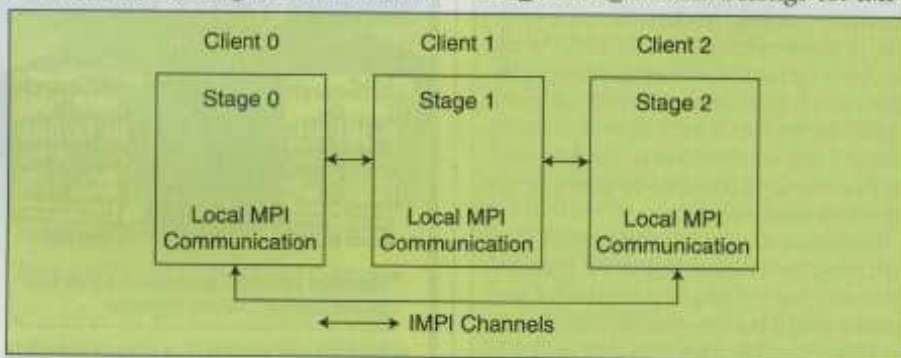 Client 0 Client 1 Client 2
Stage 0 Stage 1 Stage 2
Local MPI Local MPI Local MPI
Communication Communication Communication
IMPI Channels